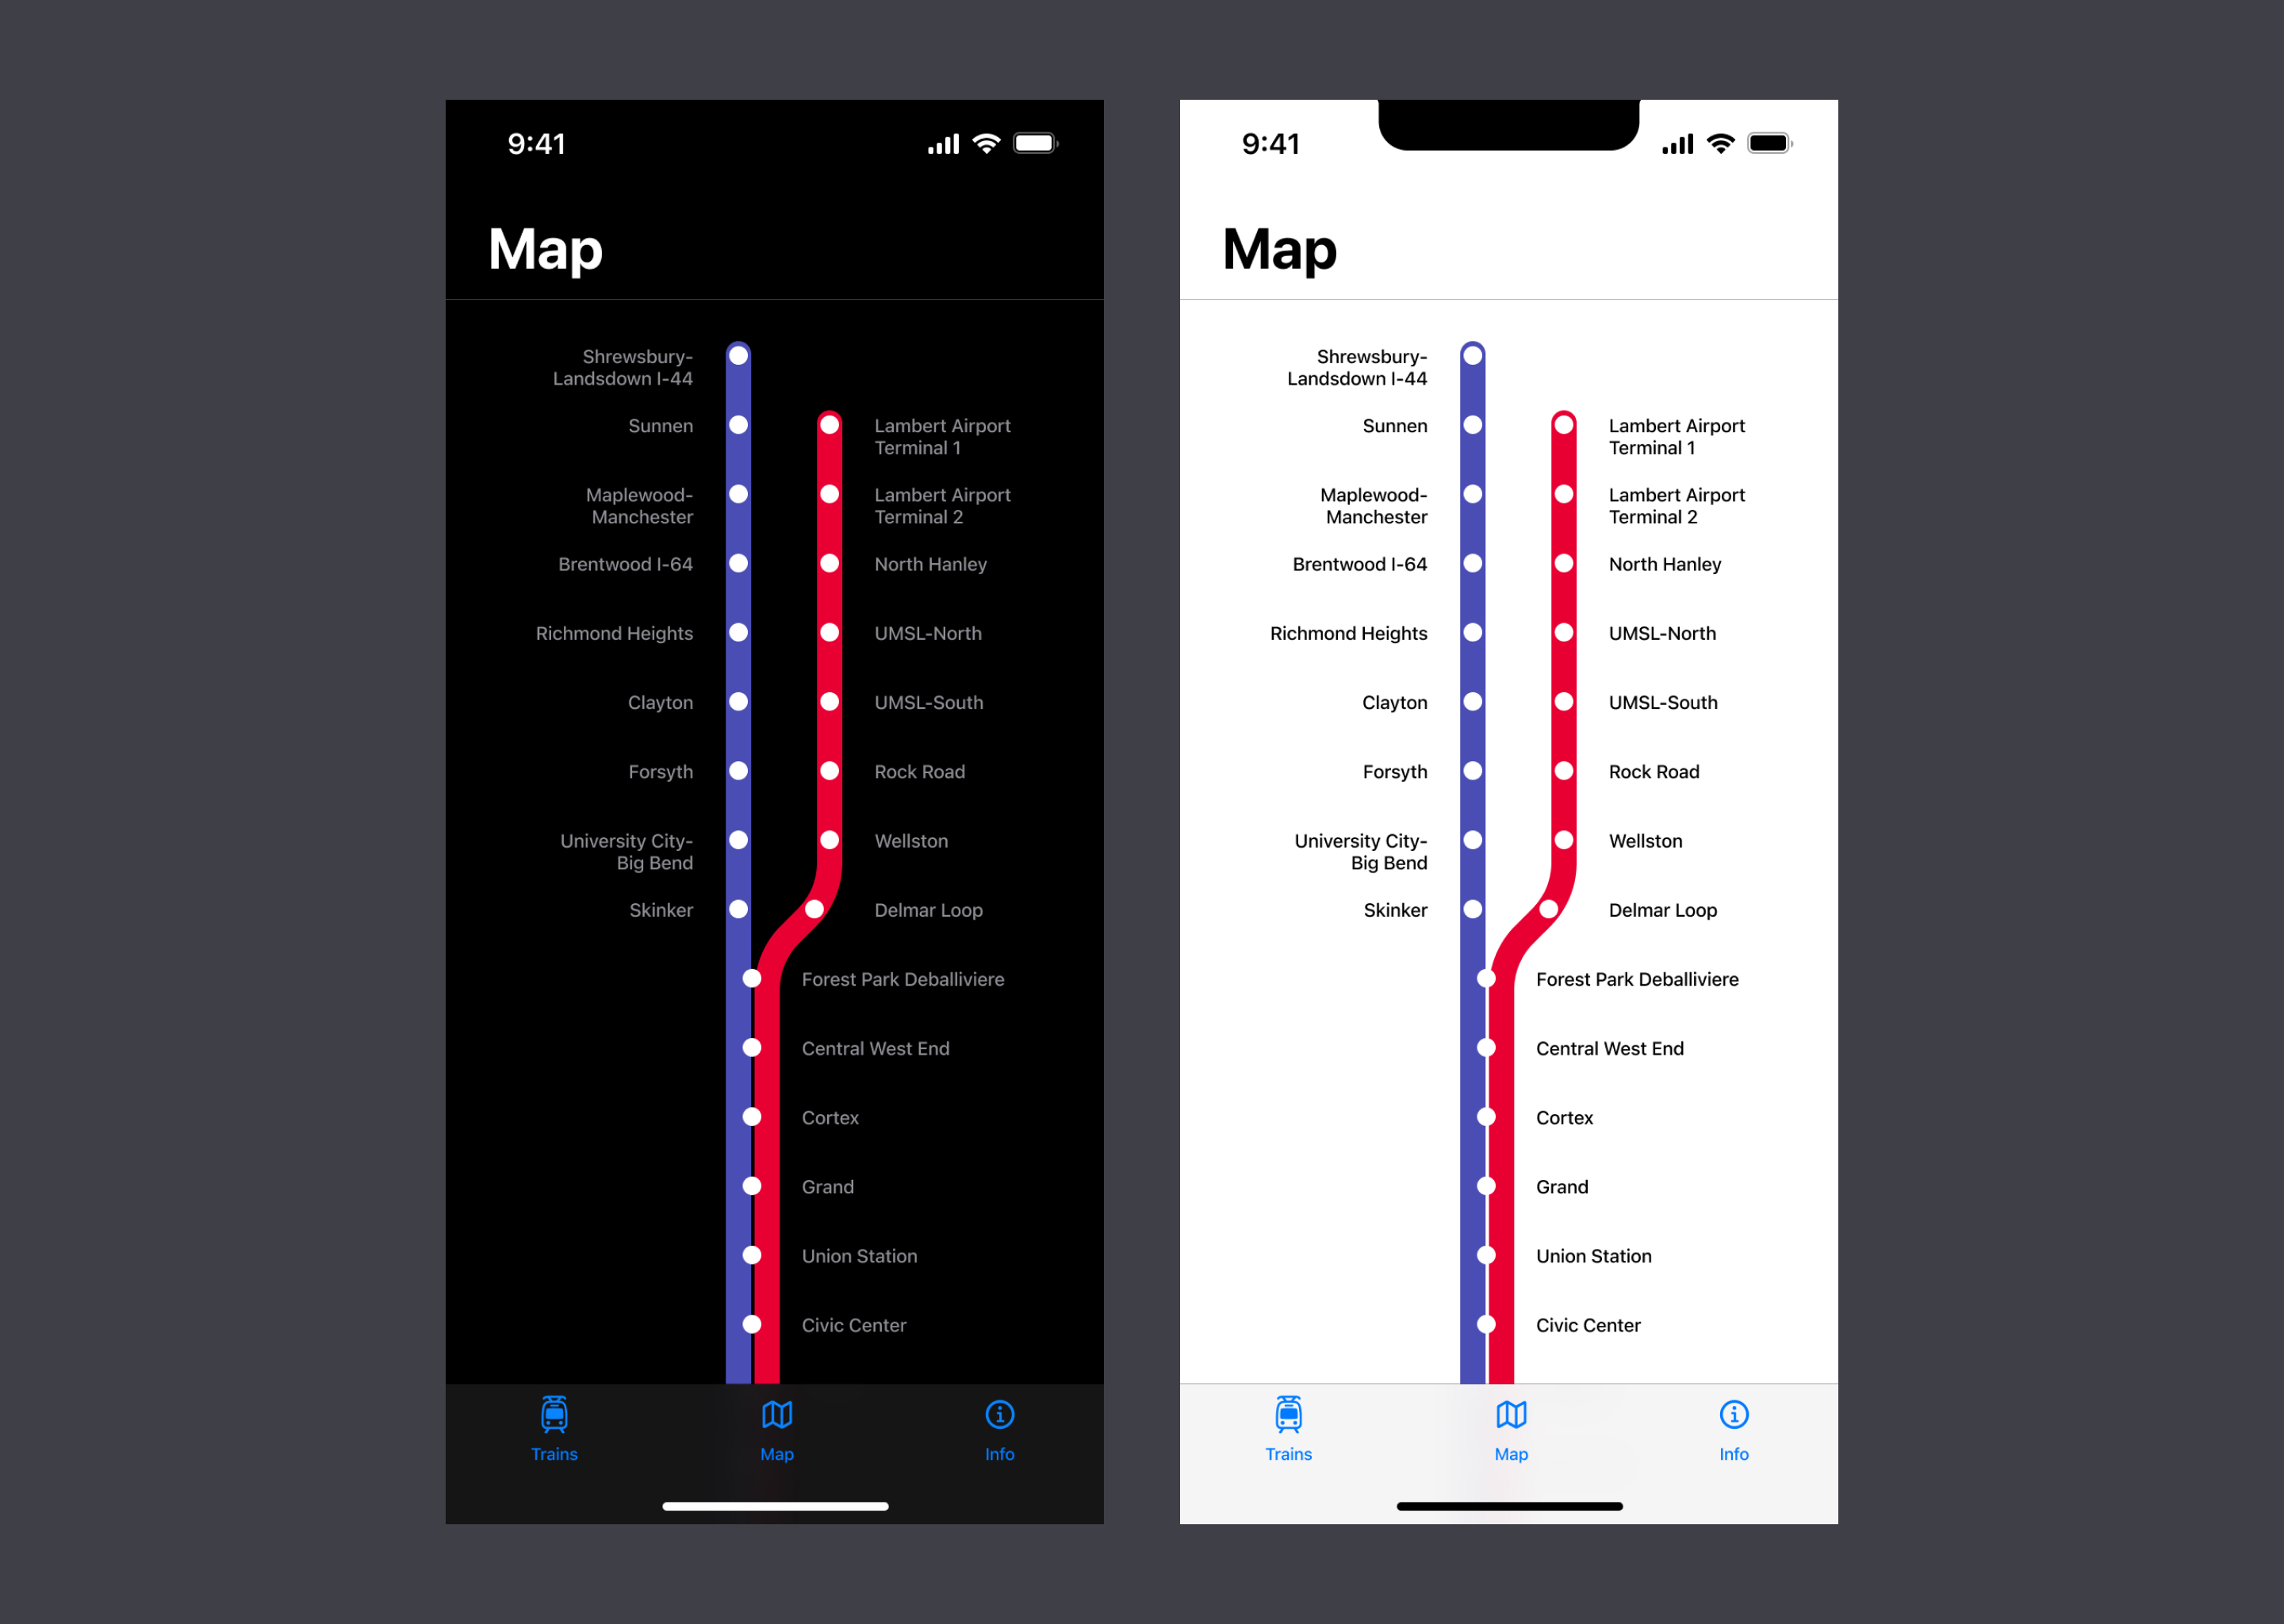 9:41
Map
Shrewsbury-
Landsdown I-44
Sunnen
Lambert Airport
Terminal 1
Maplewood-
Manchester
Lambert Airport
Terminal 2
Brentwood I-64
North Hanley
Richmond Heights
UMSL-North
Clayton
UMSL-South
Forsyth
Rock Road
University City-
Big Bend
Wellston
Skinker
Delmar Loop
Forest Park Deballiviere
Central West End
Cortex
Grand
Union Station
Civic Center
Trains
Map
Info
9:41
Map
Shrewsbury-
Landsdown I-44
Sunnen
Lambert Airport
Terminal 1
Maplewood-
Manchester
Lambert Airport
Terminal 2
Brentwood I-64
North Hanley
Richmond Heights
UMSL-North
Clayton
UMSL-South
Forsyth
Rock Road
University City-
Big Bend
Wellston
Skinker
Delmar Loop
Forest Park Deballiviere
Central West End
Cortex
Grand
Union Station
Civic Center
Trains
Map
Info